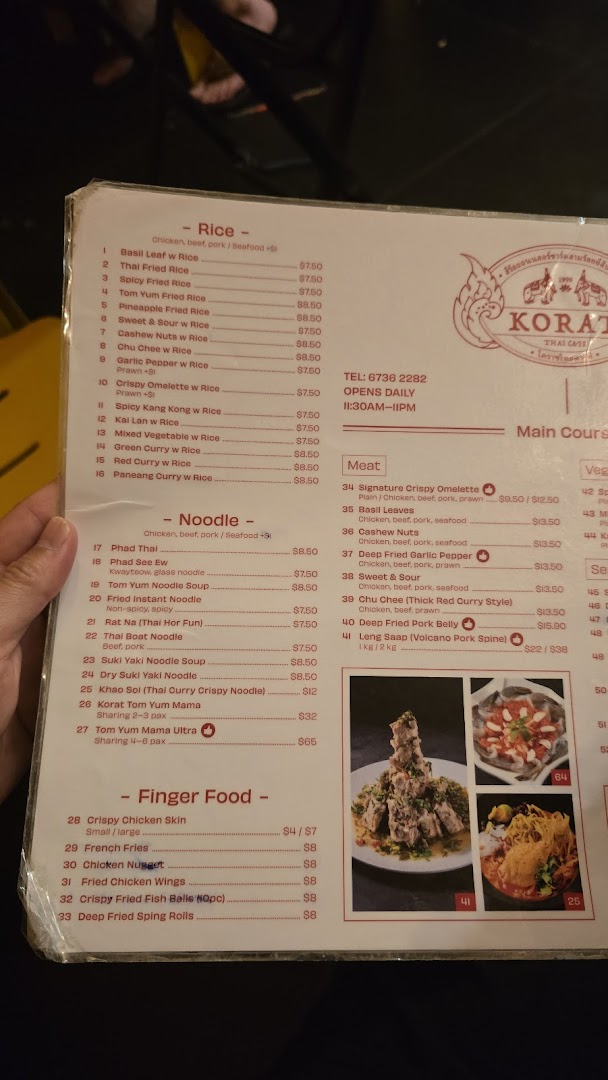 - Rice -
Chicken, beef, pork / Seafood +$1
1 Basil Leaf w Rice $7.50
2 Thai Fried Rice $7.50
3 Spicy Fried Rice $7.50
4 Tom Yum Fried Rice $8.50
5 Pineapple Fried Rice $8.50
6 Sweet & Sour w Rice $7.50
7 Cashew Nuts w Rice $8.50
8 Chu Chee w Rice $8.50
9 Garlic Pepper w Rice $7.50
Prawn +$1
10 Crispy Omelette w Rice $7.50
Prawn +$1
11 Spicy Kang Kong w Rice $7.50
12 Kai Lan w Rice $7.50
13 Mixed Vegetable w Rice $7.50
14 Green Curry w Rice $8.50
15 Red Curry w Rice $8.50
16 Paneang Curry w Rice $8.50
- Noodle -
Chicken, beef, pork / Seafood +$1
17 Phad Thai $8.50
18 Phad See Ew
Kwayteow, glass noodle $7.50
19 Tom Yum Noodle Soup $8.50
20 Fried Instant Noodle
Non-spicy, spicy $7.50
21 Rat Na (Thai Hor Fun) $7.50
22 Thai Boat Noodle
Beef, pork $7.50
23 Suki Yaki Noodle Soup $8.50
24 Dry Suki Yaki Noodle $8.50
25 Khao Soi (Thai Curry Crispy Noodle) $12
26 Korat Tom Yum Mama
Sharing 2–3 pax $32
27 Tom Yum Mama Ultra
Sharing 4–6 pax $65
- Finger Food -
28 Crispy Chicken Skin
Small / large $4 / $7
29 French Fries $8
30 Chicken Nugget $8
31 Fried Chicken Wings $8
32 Crispy Fried Fish Balls (10pc) $8
33 Deep Fried Sping Rolls $8
1999
KORAT
THAI CAFE
TEL: 6736 2282
OPENS DAILY
11:30AM–11PM
Main Cours
Meat
34 Signature Crispy Omelette
Plain / Chicken, beef, pork, prawn $9.50 / $12.50
35 Basil Leaves
Chicken, beef, pork, seafood $13.50
36 Cashew Nuts
Chicken, beef, pork, seafood $13.50
37 Deep Fried Garlic Pepper
Chicken, beef, pork, prawn $13.50
38 Sweet & Sour
Chicken, beef, pork, seafood $13.50
39 Chu Chee (Thick Red Curry Style)
Chicken, beef, prawn $13.50
40 Deep Fried Pork Belly $15.90
41 Leng Saap (Volcano Pork Spine)
1 kg / 2 kg $22 / $38
Veg
42 Sp
43 M
44 K
Se
45 S
46
47
48
49
50
51
52
41
64
25